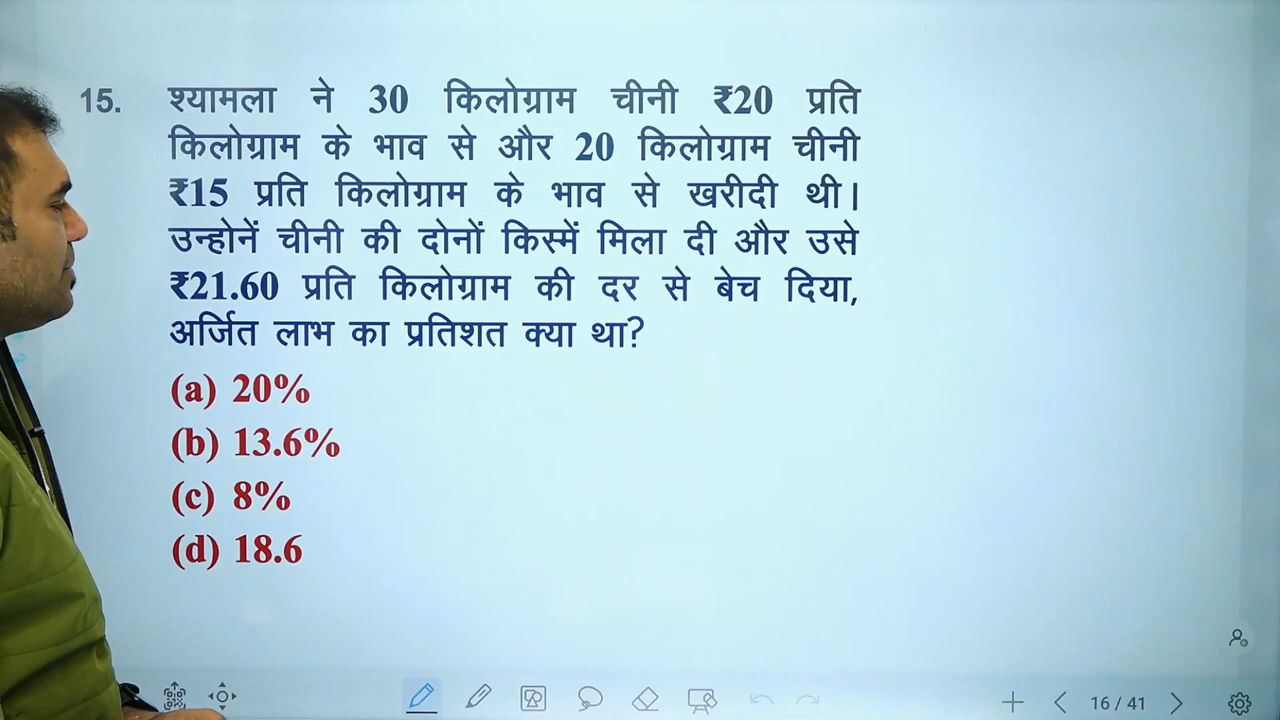 15. श्यामला ने 30 किलोग्राम चीनी ₹20 प्रति
किलोग्राम के भाव से और 20 किलोग्राम चीनी
₹15 प्रति किलोग्राम के भाव से खरीदी थी।
उन्होनें चीनी की दोनों किस्में मिला दी और उसे
₹21.60 प्रति किलोग्राम की दर से बेच दिया,
अर्जित लाभ का प्रतिशत क्या था?
(a) 20%
(b) 13.6%
(c) 8%
(d) 18.6
16 / 41